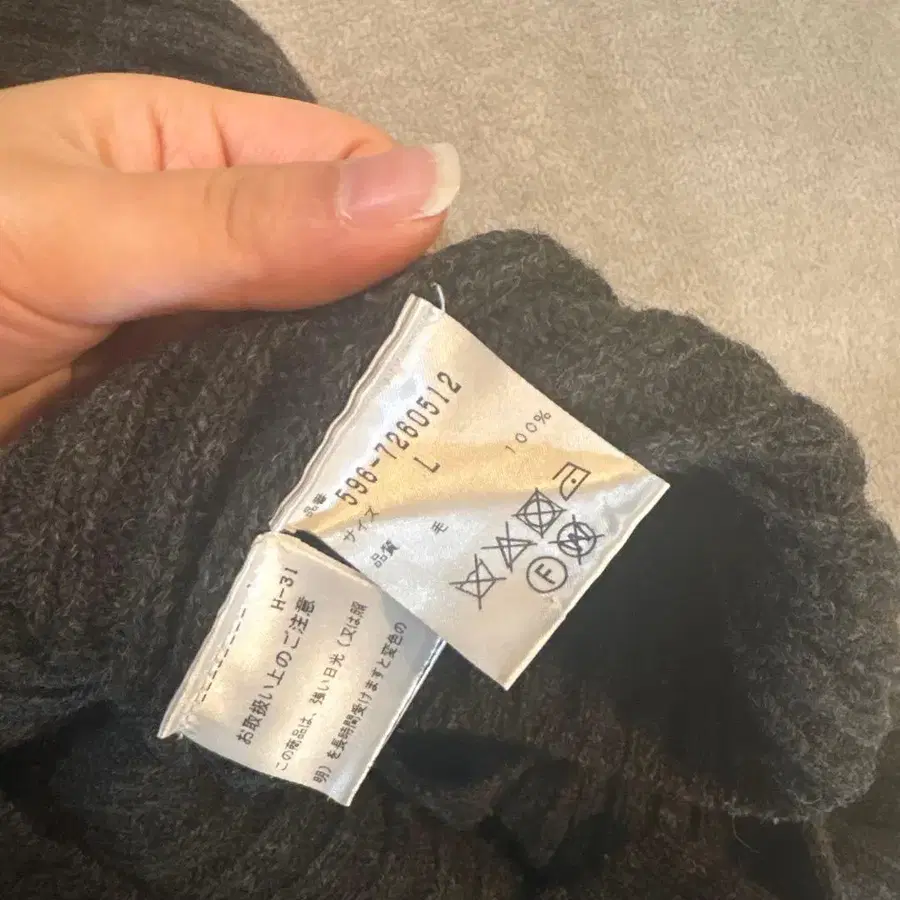 品番
596-7260512
サイズ L
品質 毛 100%
F
W
H-31
お取扱い上のご注意
この商品は、強い日光(又は照
明)を長時間受けますと変色の